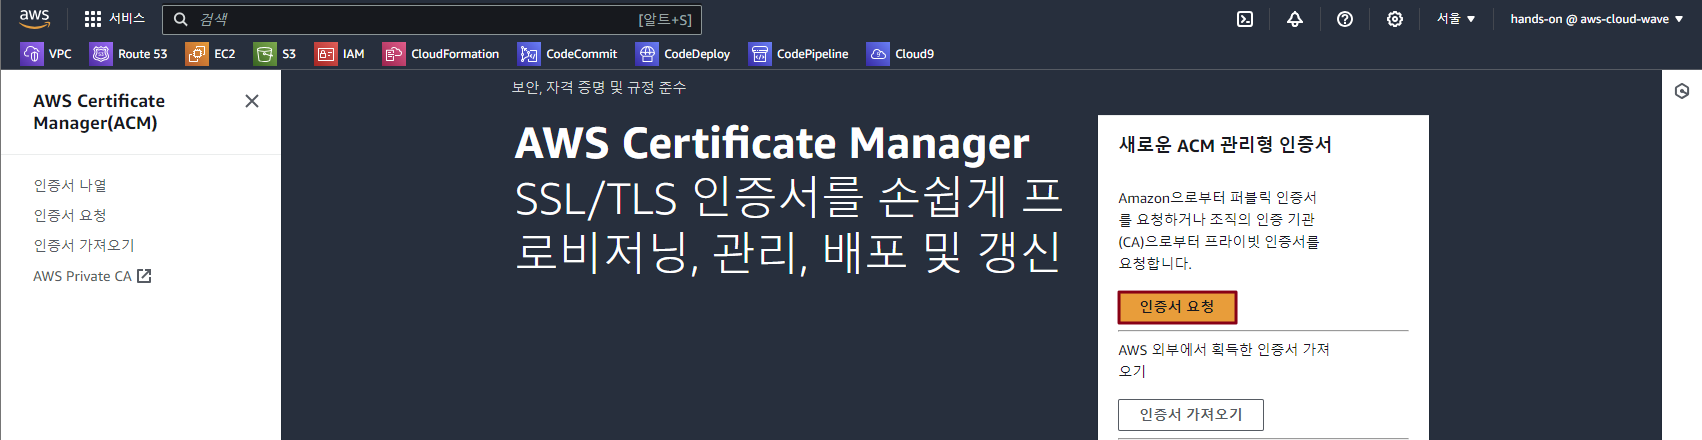 aws
서비스
검색
[알트+S]
서울
hands-on @ aws-cloud-wave
VPC
Route 53
EC2
S3
IAM
CloudFormation
CodeCommit
CodeDeploy
CodePipeline
Cloud9
AWS Certificate
Manager(ACM)
인증서 나열
인증서 요청
인증서 가져오기
AWS Private CA
보안, 자격 증명 및 규정 준수
AWS Certificate Manager
SSL/TLS 인증서를 손쉽게 프
로비저닝, 관리, 배포 및 갱신
새로운 ACM 관리형 인증서
Amazon으로부터 퍼블릭 인증서
를 요청하거나 조직의 인증 기관
(CA)으로부터 프라이빗 인증서를
요청합니다.
인증서 요청
AWS 외부에서 획득한 인증서 가져
오기
인증서 가져오기